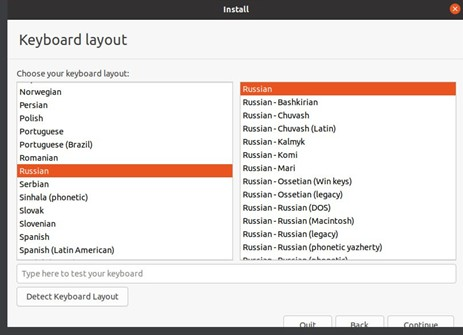 Install
Keyboard layout
Choose your keyboard layout:
Norwegian
Persian
Polish
Portuguese
Portuguese (Brazil)
Romanian
Russian
Serbian
Sinhala (phonetic)
Slovak
Slovenian
Spanish
Spanish (Latin American)
Russian
Russian - Bashkirian
Russian - Chuvash
Russian - Chuvash (Latin)
Russian - Kalmyk
Russian - Komi
Russian - Mari
Russian - Ossetian (Win keys)
Russian - Ossetian (legacy)
Russian - Russian (DOS)
Russian - Russian (Macintosh)
Russian - Russian (legacy)
Russian - Russian (phonetic yazherty)
Russian - Russian (phonetic)
Type here to test your keyboard
Detect Keyboard Layout
Quit Back Continue